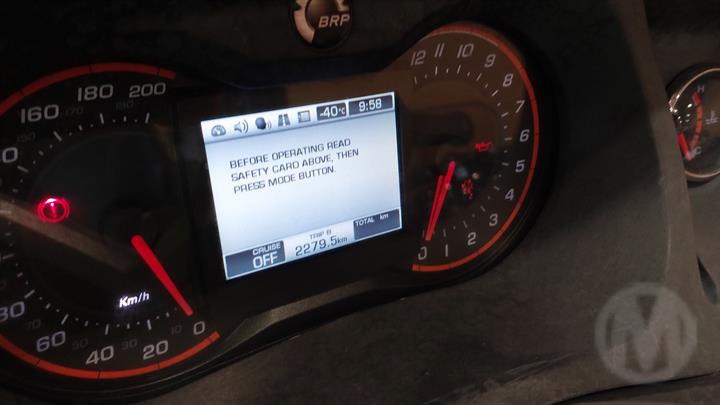 BRP
-40°C 9:58
BEFORE OPERATING READ
SAFETY CARD ABOVE, THEN
PRESS MODE BUTTON.
CRUISE
OFF
TRIP B
2279.5km
TOTAL km
200
180
160
80
60
40
20
0
Km/h
12
11
10
9
8
7
6
5
4
3
2
1
0
H
C
M